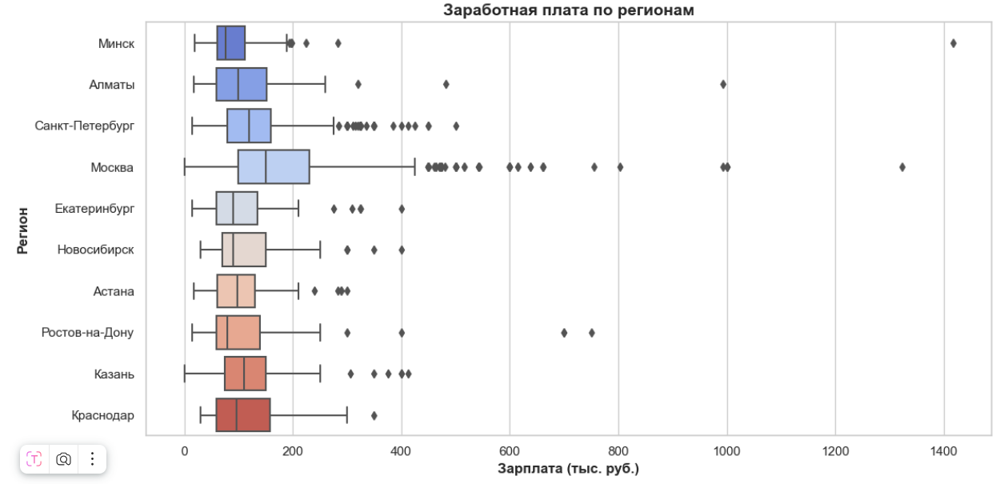 Заработная плата по регионам
Минск
Алматы
Санкт-Петербург
Москва
Екатеринбург
Новосибирск
Астана
Ростов-на-Дону
Казань
Краснодар
Регион
0 200 400 600 800 1000 1200 1400
Зарплата (тыс. руб.)
T